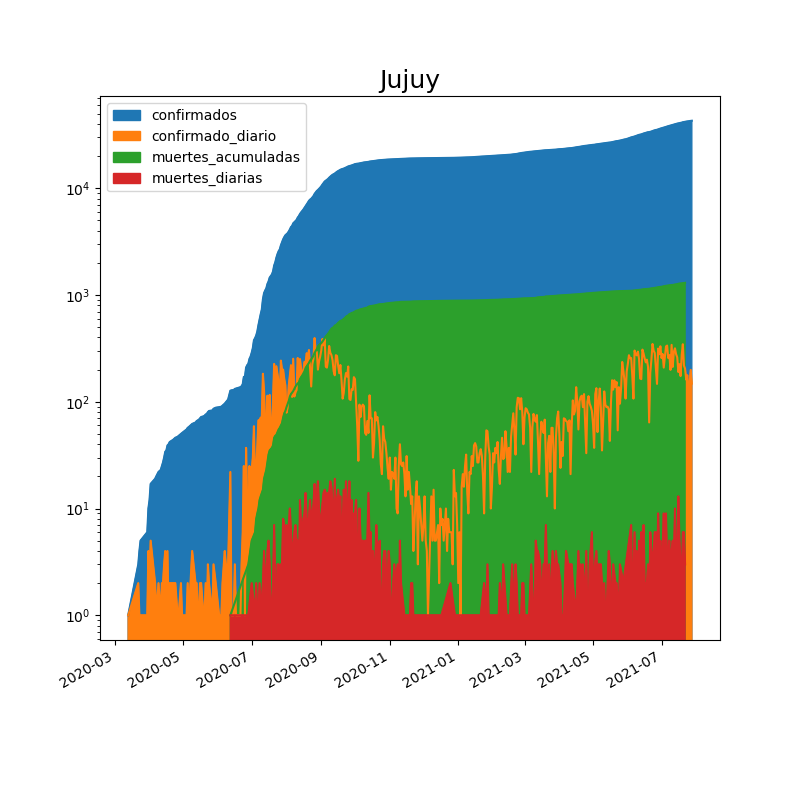 Jujuy
confirmados
confirmado_diario
muertes_acumuladas
muertes_diarias
10^4
10^3
10^2
10^1
10^0
2020-03 2020-05 2020-07 2020-09 2020-11 2021-01 2021-03 2021-05 2021-07